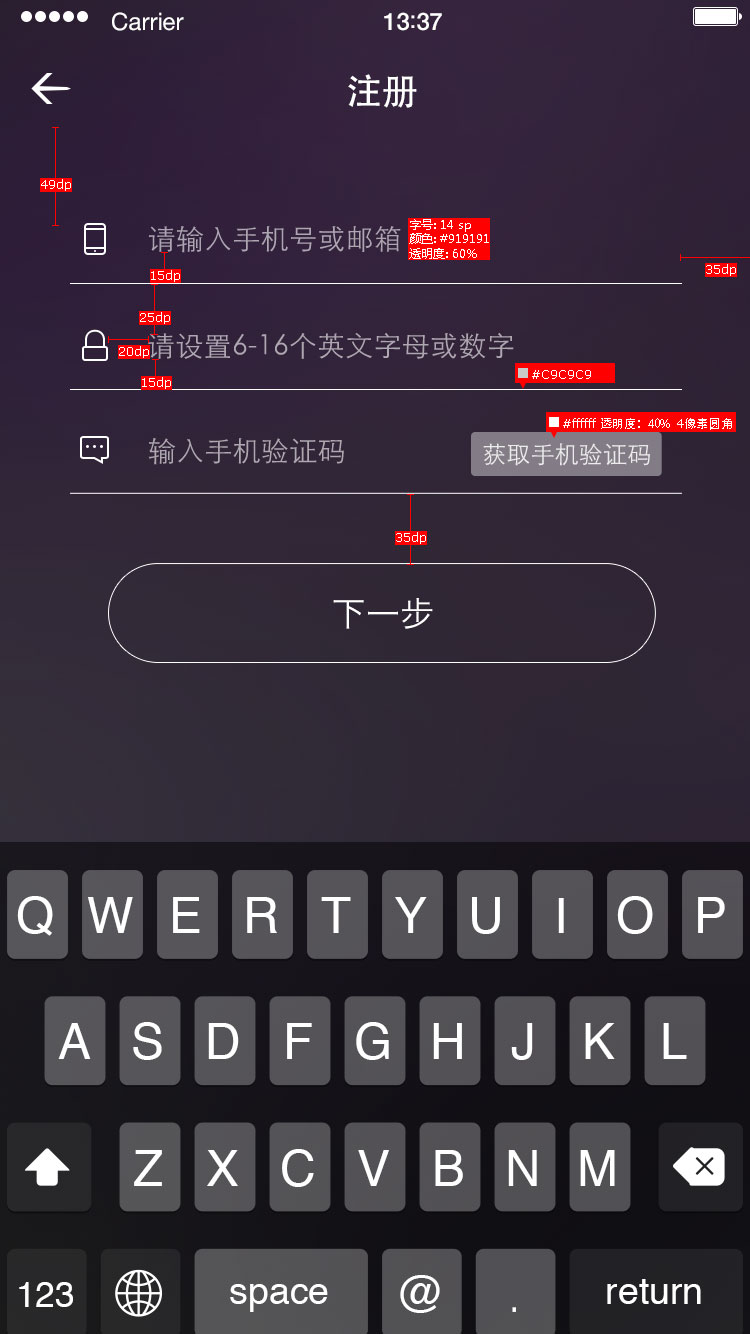 Carrier
13:37
注册
49dp
请输入手机号或邮箱
字号: 14 sp
颜色: #919191
透明度: 60%
15dp
35dp
25dp
20dp
请设置6-16个英文字母或数字
#C9C9C9
15dp
#ffffff 透明度: 40% 4像素圆角
输入手机验证码
获取手机验证码
35dp
下一步
Q W E R T Y U I O P
A S D F G H J K L
Z X C V B N M
123 space @ . return